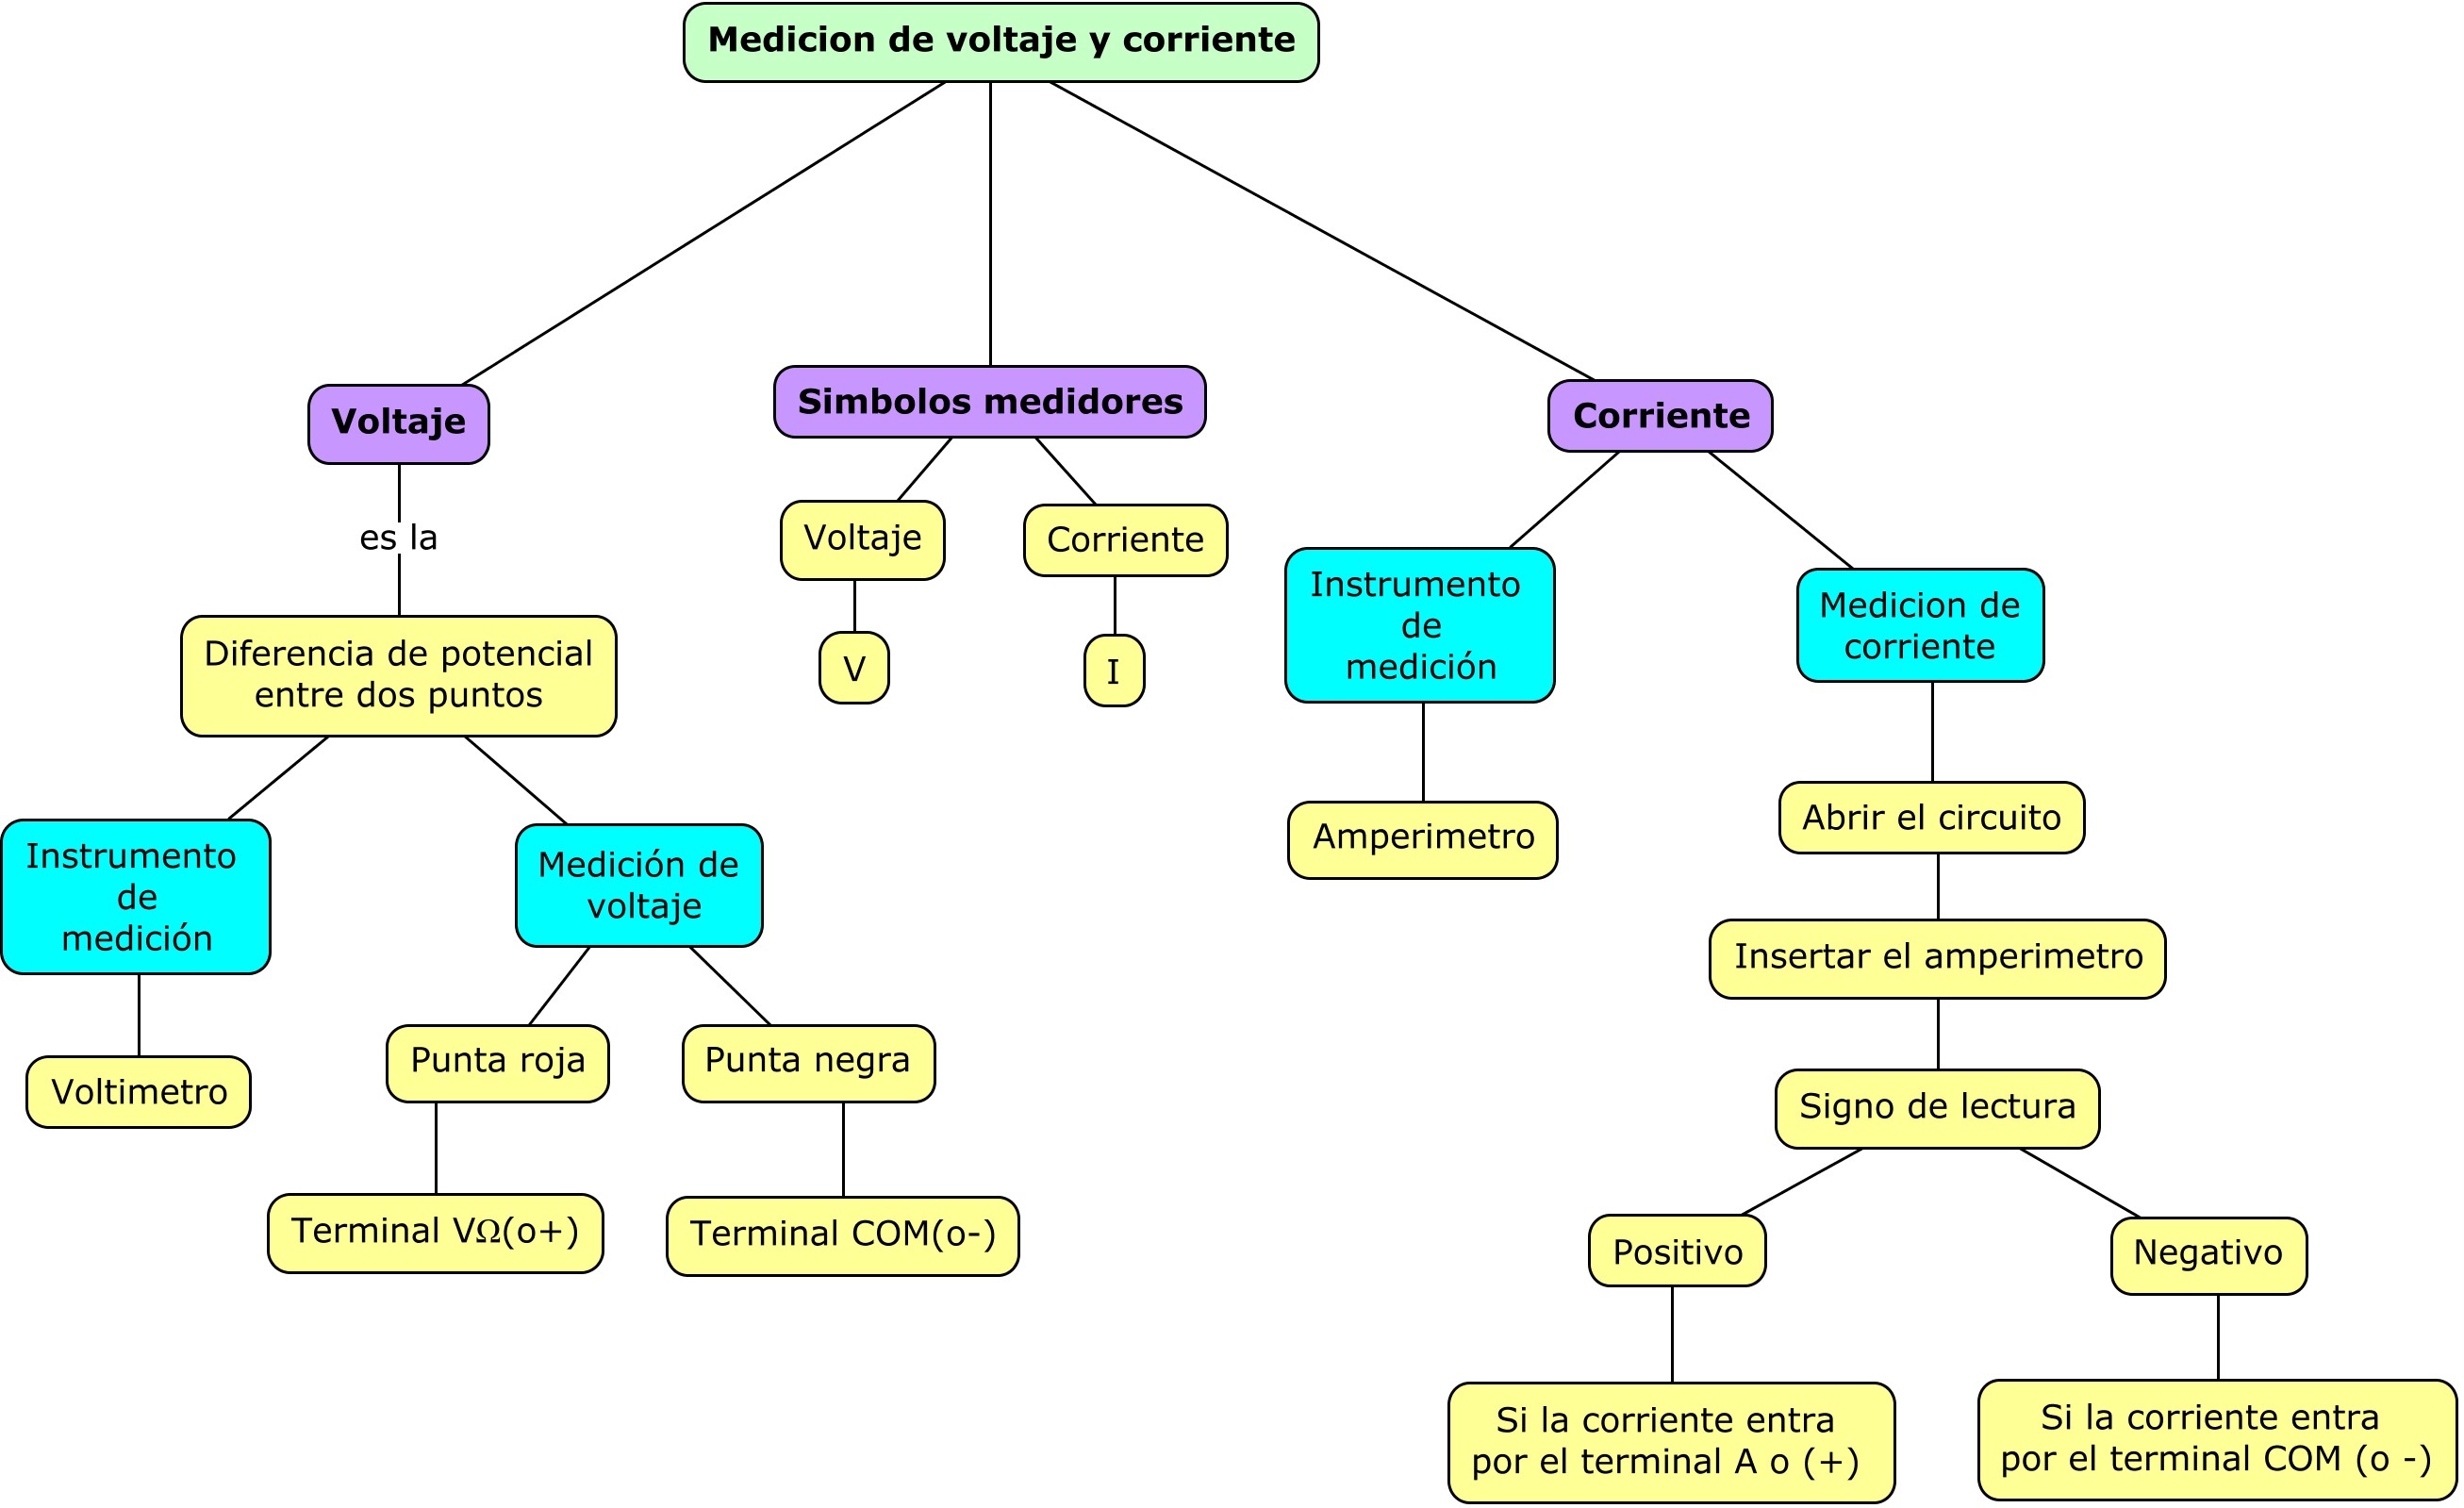 Medicion de voltaje y corriente
Voltaje
es la
Diferencia de potencial
entre dos puntos
Instrumento
de
medición
Voltimetro
Medición de
voltaje
Punta roja
Terminal VΩ(o+)
Punta negra
Terminal COM(o-)
Simbolos medidores
Voltaje
V
Corriente
I
Corriente
Instrumento
de
medición
Amperimetro
Medicion de
corriente
Abrir el circuito
Insertar el amperimetro
Signo de lectura
Positivo
Si la corriente entra
por el terminal A o (+)
Negativo
Si la corriente entra
por el terminal COM (o -)